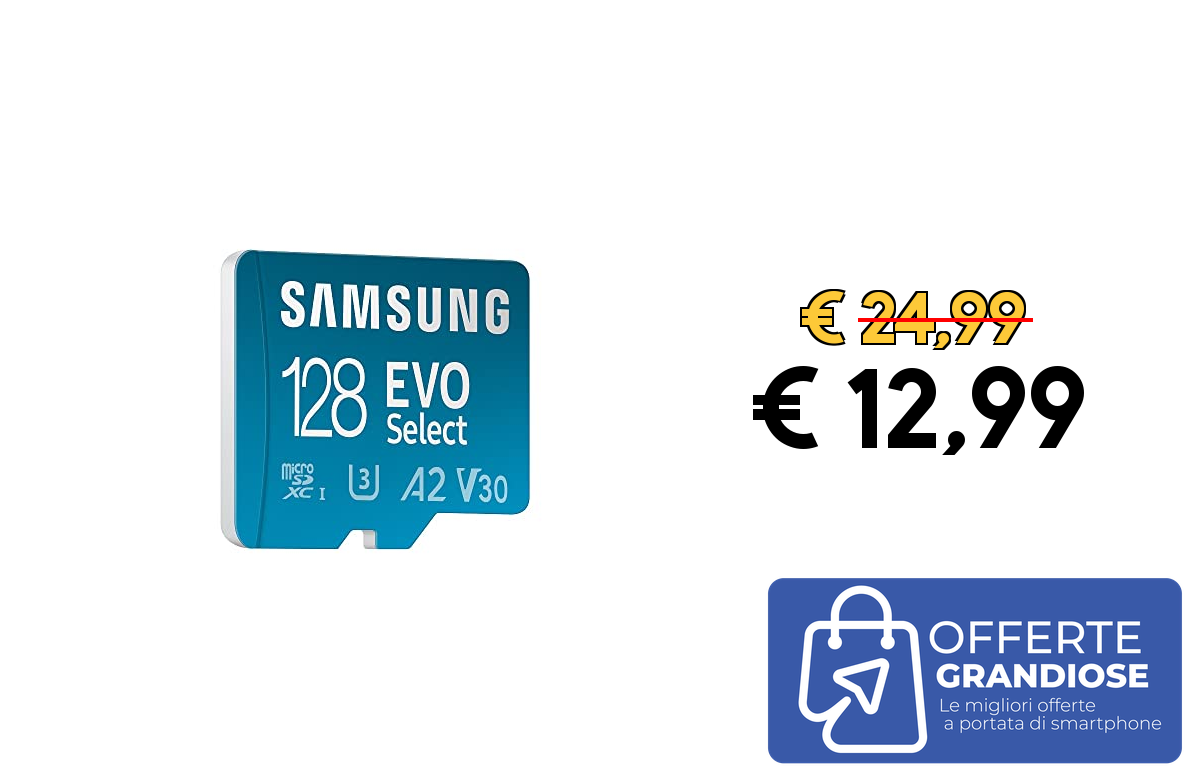 SAMSUNG
128 EVO
Select
micro
SD
XC I U3 A2 V30
€ 24,99
€ 12,99
OFFERTE
GRANDIOSE
Le migliori offerte
a portata di smartphone